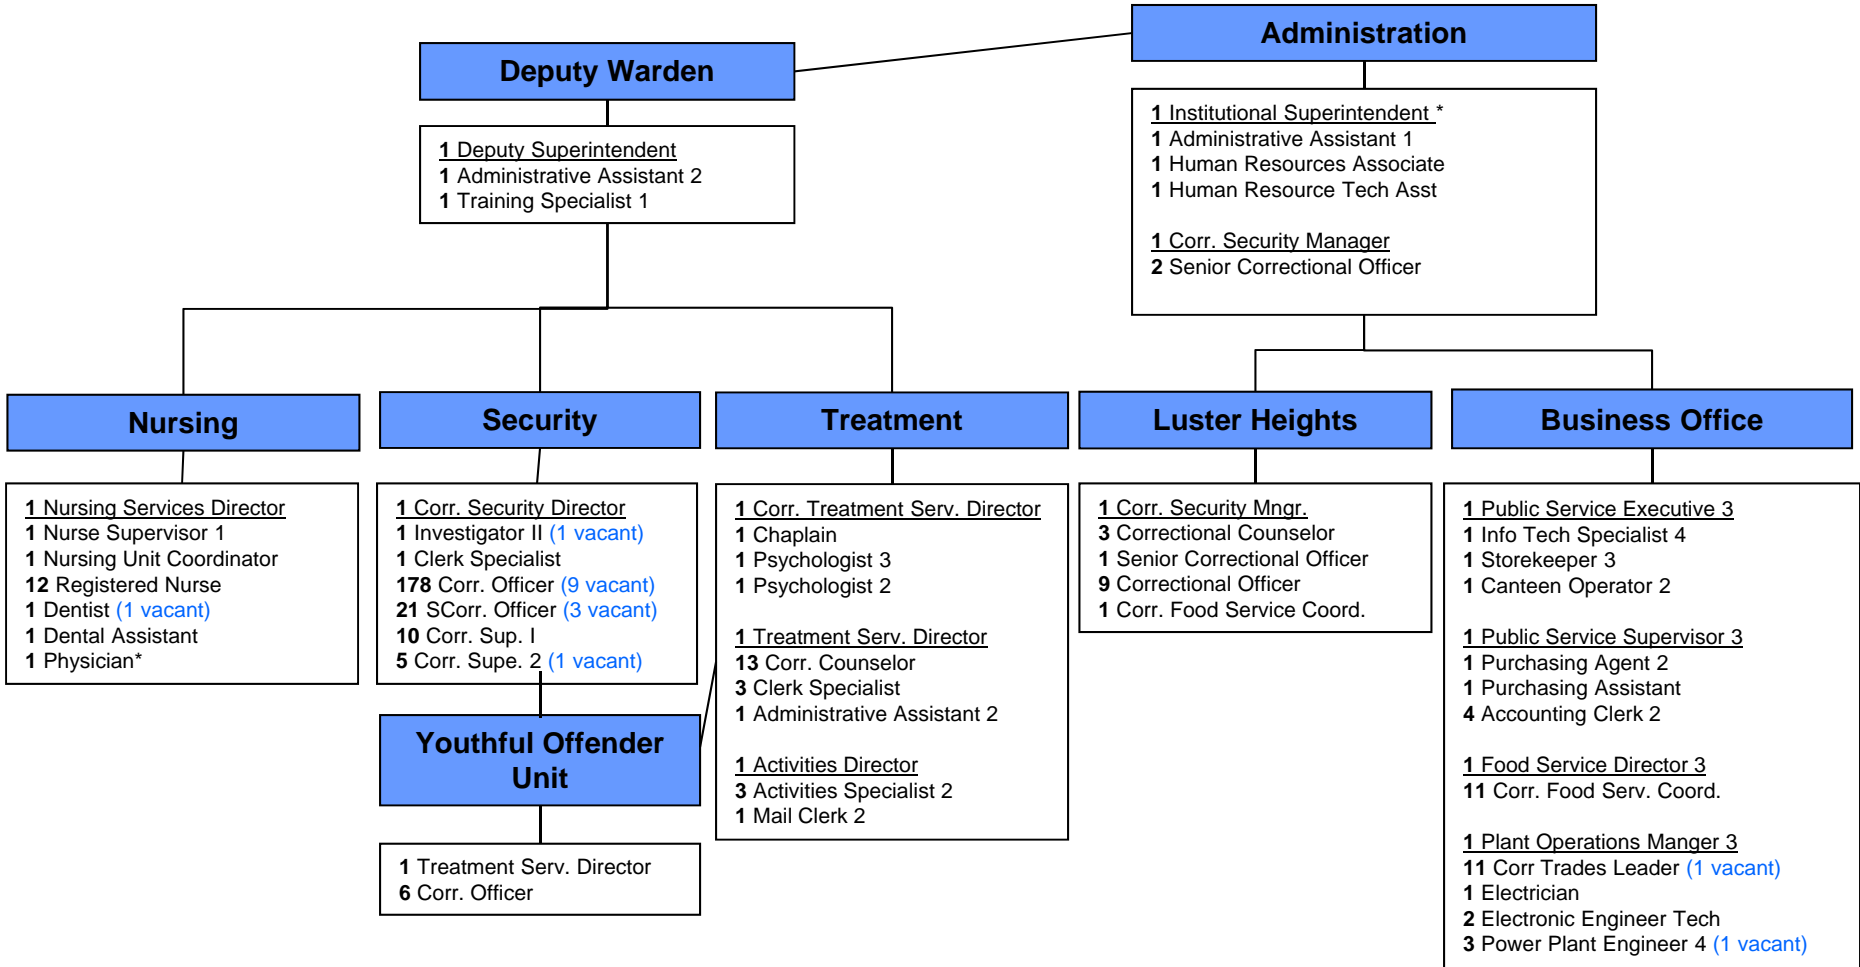 Administration
Deputy Warden
1 Institutional Superintendent *
1 Administrative Assistant 1
1 Human Resources Associate
1 Human Resource Tech Asst
1 Corr. Security Manager
2 Senior Correctional Officer
1 Deputy Superintendent
1 Administrative Assistant 2
1 Training Specialist 1
Nursing
Security
Treatment
Luster Heights
Business Office
1 Nursing Services Director
1 Nurse Supervisor 1
1 Nursing Unit Coordinator
12 Registered Nurse
1 Dentist (1 vacant)
1 Dental Assistant
1 Physician*
1 Corr. Security Director
1 Investigator II (1 vacant)
1 Clerk Specialist
178 Corr. Officer (9 vacant)
21 SCorr. Officer (3 vacant)
10 Corr. Sup. I
5 Corr. Supe. 2 (1 vacant)
Youthful Offender
Unit
1 Treatment Serv. Director
6 Corr. Officer
1 Corr. Treatment Serv. Director
1 Chaplain
1 Psychologist 3
1 Psychologist 2
1 Treatment Serv. Director
13 Corr. Counselor
3 Clerk Specialist
1 Administrative Assistant 2
1 Activities Director
3 Activities Specialist 2
1 Mail Clerk 2
1 Corr. Security Mngr.
3 Correctional Counselor
1 Senior Correctional Officer
9 Correctional Officer
1 Corr. Food Service Coord.
1 Public Service Executive 3
1 Info Tech Specialist 4
1 Storekeeper 3
1 Canteen Operator 2
1 Public Service Supervisor 3
1 Purchasing Agent 2
1 Purchasing Assistant
4 Accounting Clerk 2
1 Food Service Director 3
11 Corr. Food Serv. Coord.
1 Plant Operations Manger 3
11 Corr Trades Leader (1 vacant)
1 Electrician
2 Electronic Engineer Tech
3 Power Plant Engineer 4 (1 vacant)